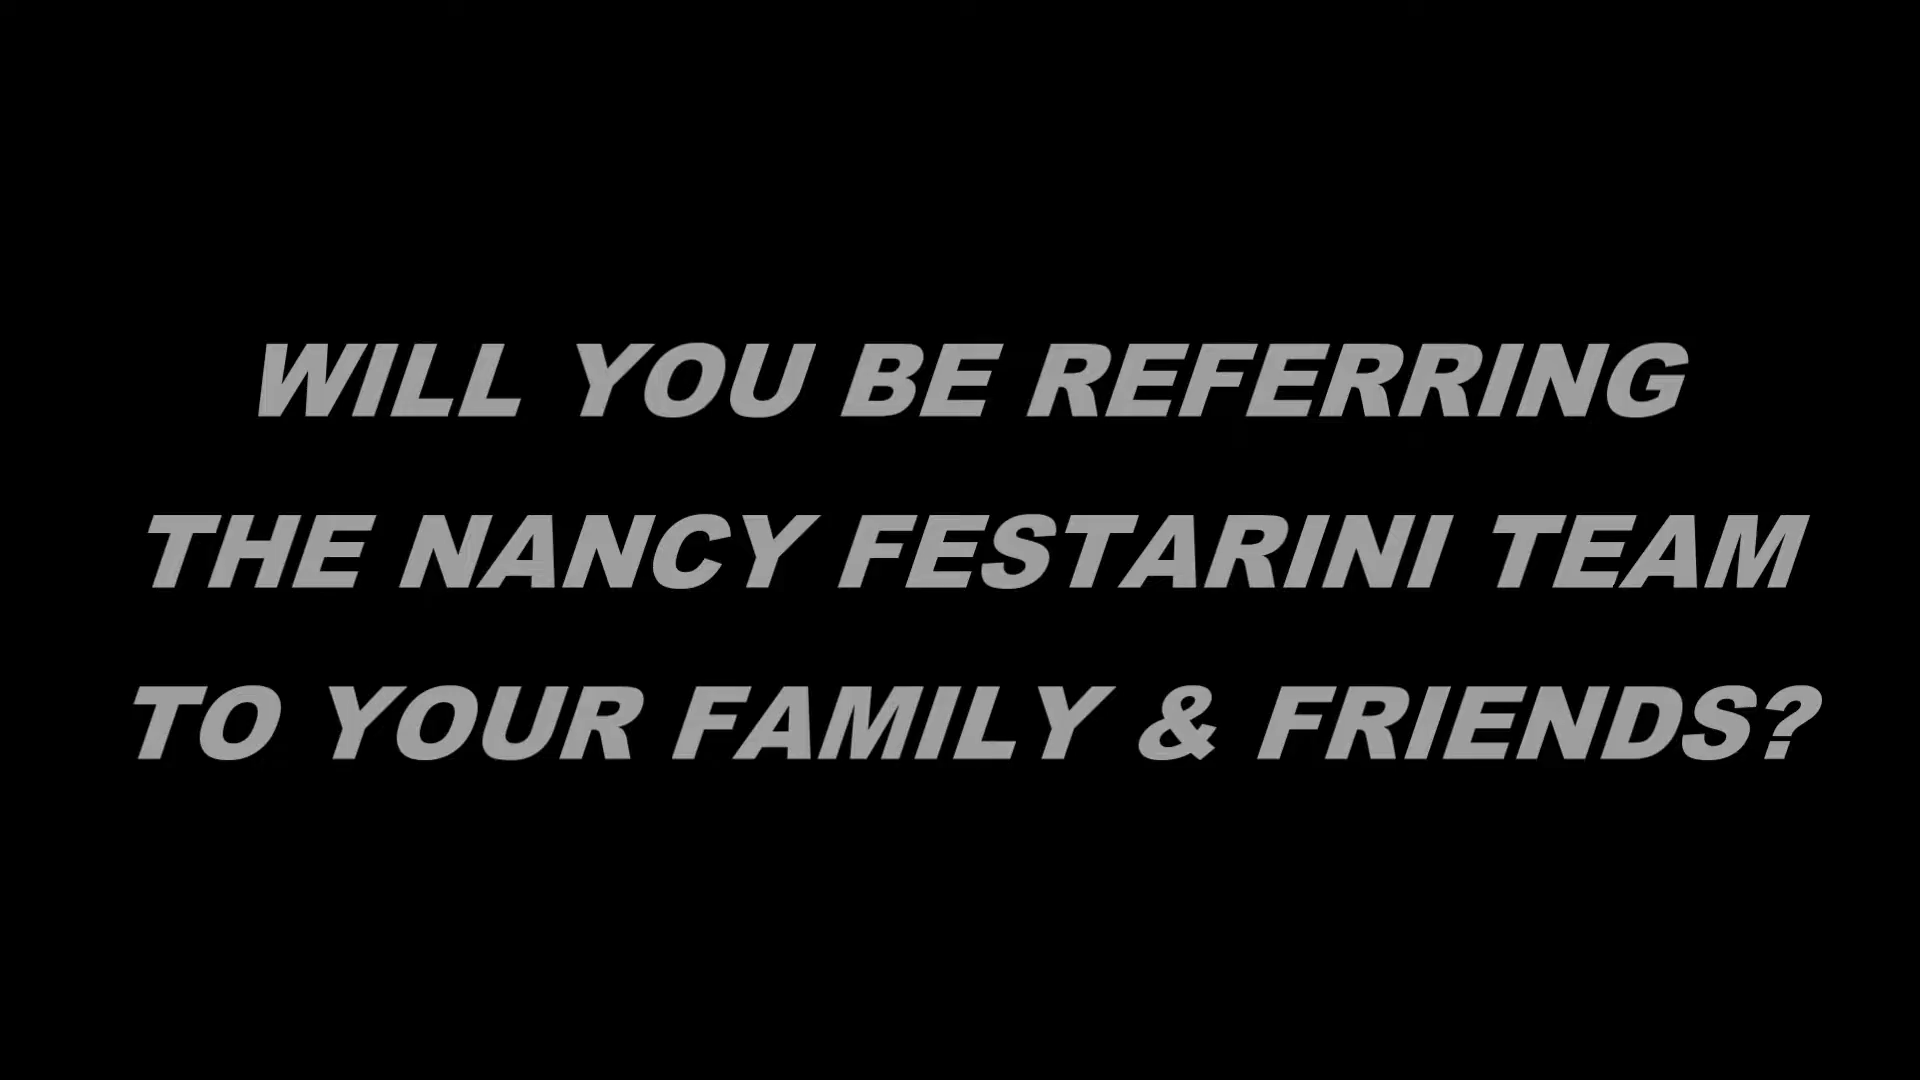 WILL YOU BE REFERRING
THE NANCY FESTARINI TEAM
TO YOUR FAMILY & FRIENDS?